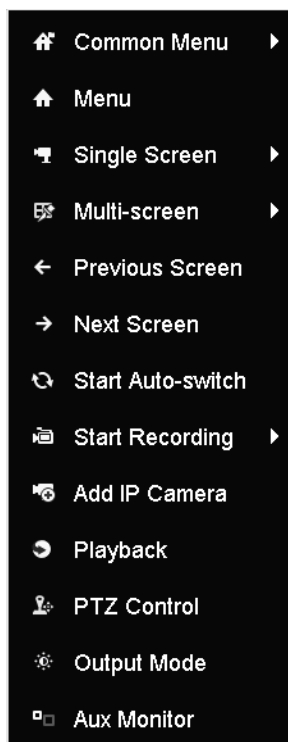 Common Menu
Menu
Single Screen
Multi-screen
Previous Screen
Next Screen
Start Auto-switch
Start Recording
Add IP Camera
Playback
PTZ Control
Output Mode
Aux Monitor